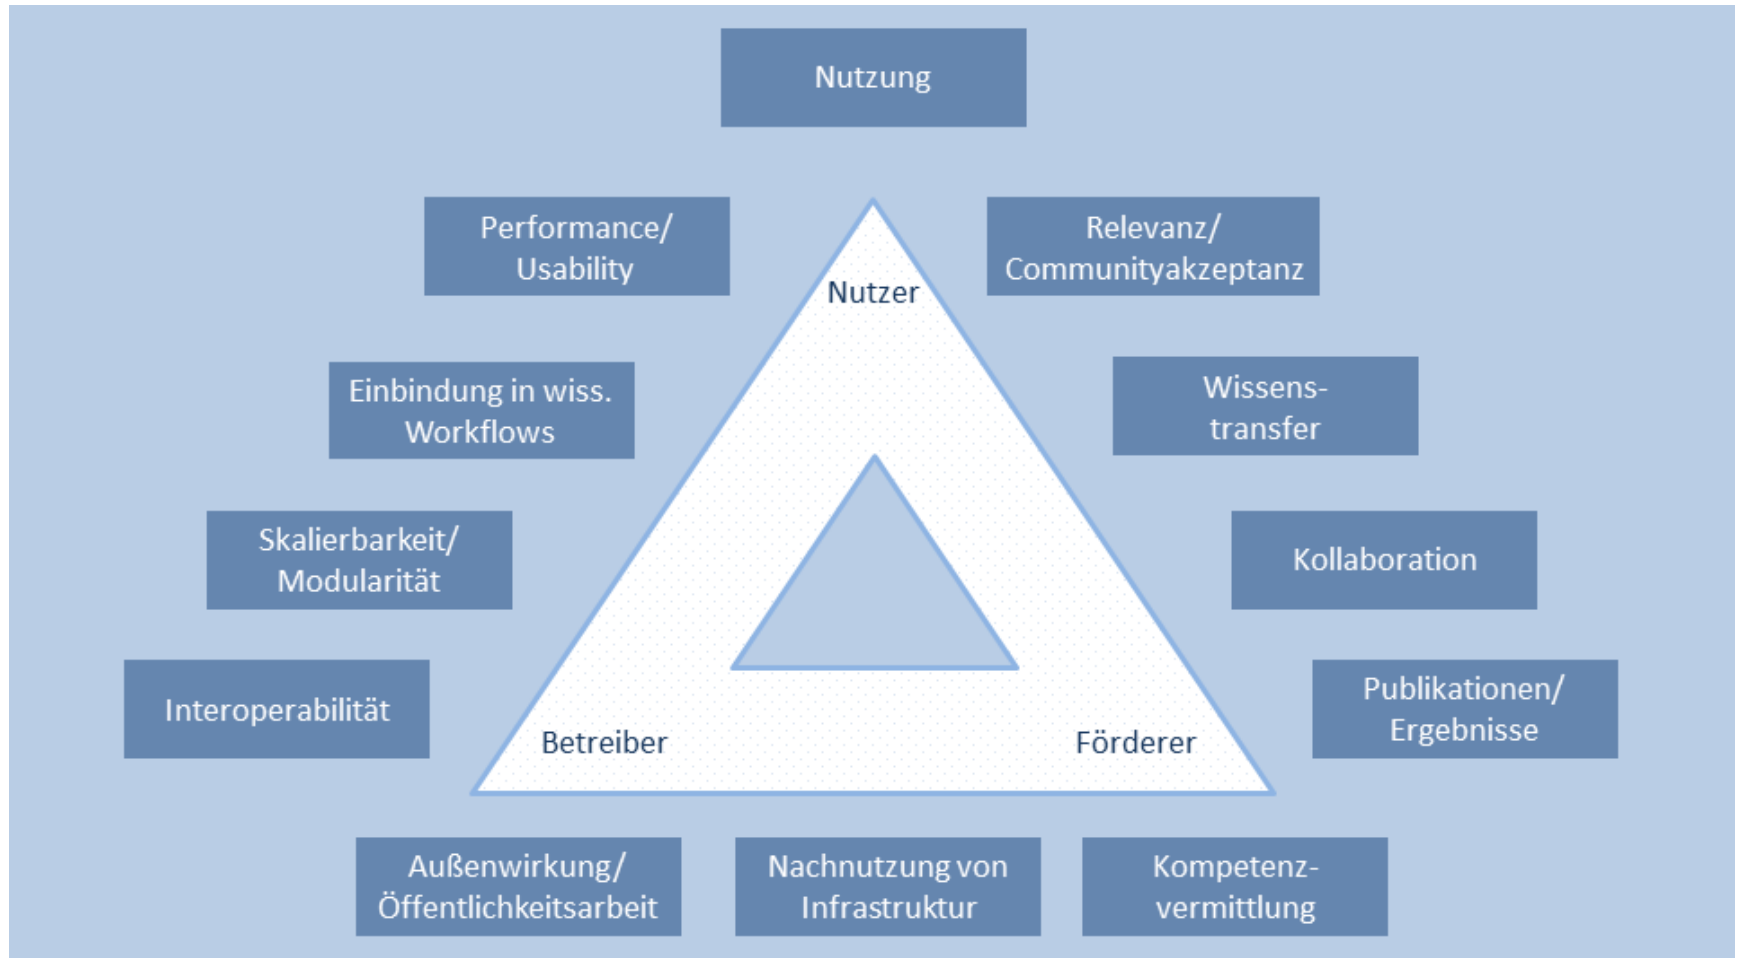 Nutzung
Performance/
Usability
Relevanz/
Communityakzeptanz
Nutzer
Einbindung in wiss.
Workflows
Wissens-
transfer
Skalierbarkeit/
Modularität
Kollaboration
Interoperabilität
Publikationen/
Ergebnisse
Betreiber
Förderer
Außenwirkung/
Öffentlichkeitsarbeit
Nachnutzung von
Infrastruktur
Kompetenz-
vermittlung